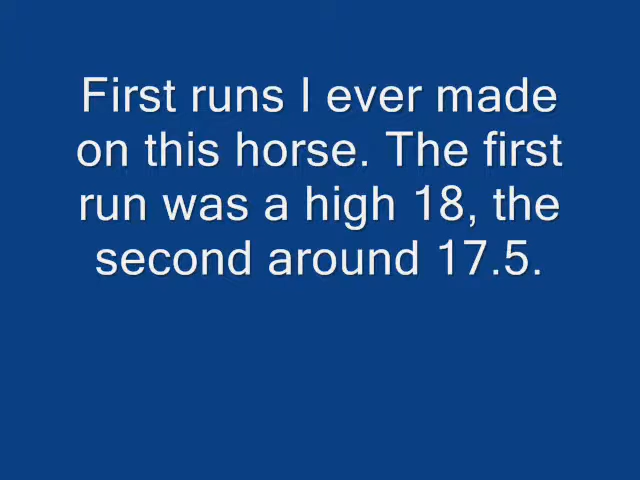 First runs I ever made
on this horse. The first
run was a high 18, the
second around 17.5.